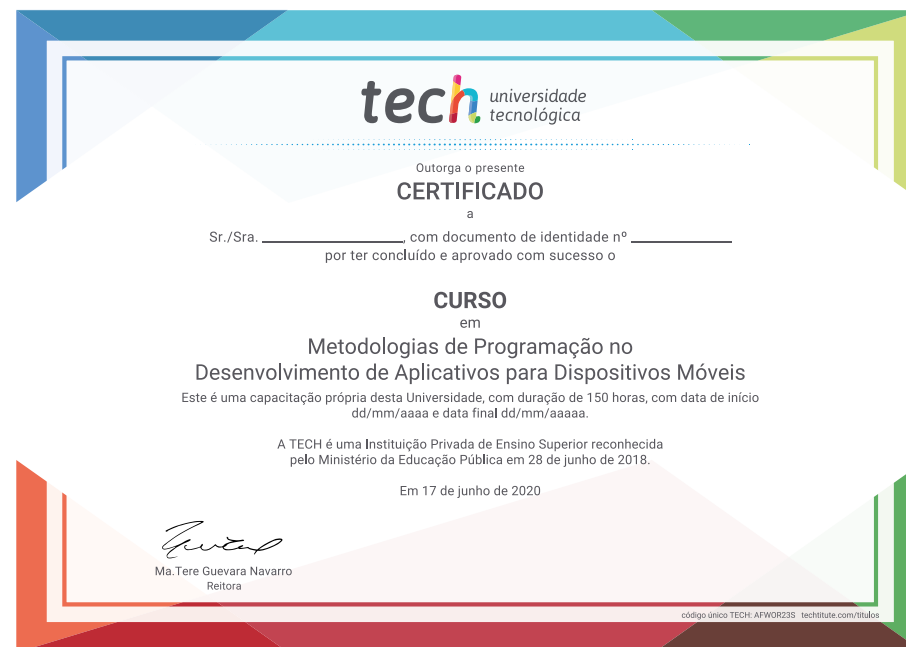 tech universidade
tecnológica
Outorga o presente
CERTIFICADO
a
Sr./Sra. ____________________, com documento de identidade nº ______________
por ter concluído e aprovado com sucesso o
CURSO
em
Metodologias de Programação no
Desenvolvimento de Aplicativos para Dispositivos Móveis
Este é uma capacitação própria desta Universidade, com duração de 150 horas, com data de início
dd/mm/aaaa e data final dd/mm/aaaaa.
A TECH é uma Instituição Privada de Ensino Superior reconhecida
pelo Ministério da Educação Pública em 28 de junho de 2018.
Em 17 de junho de 2020
Ma.Tere Guevara Navarro
Reitora
código único TECH: AFWOR23S techtitute.com/títulos